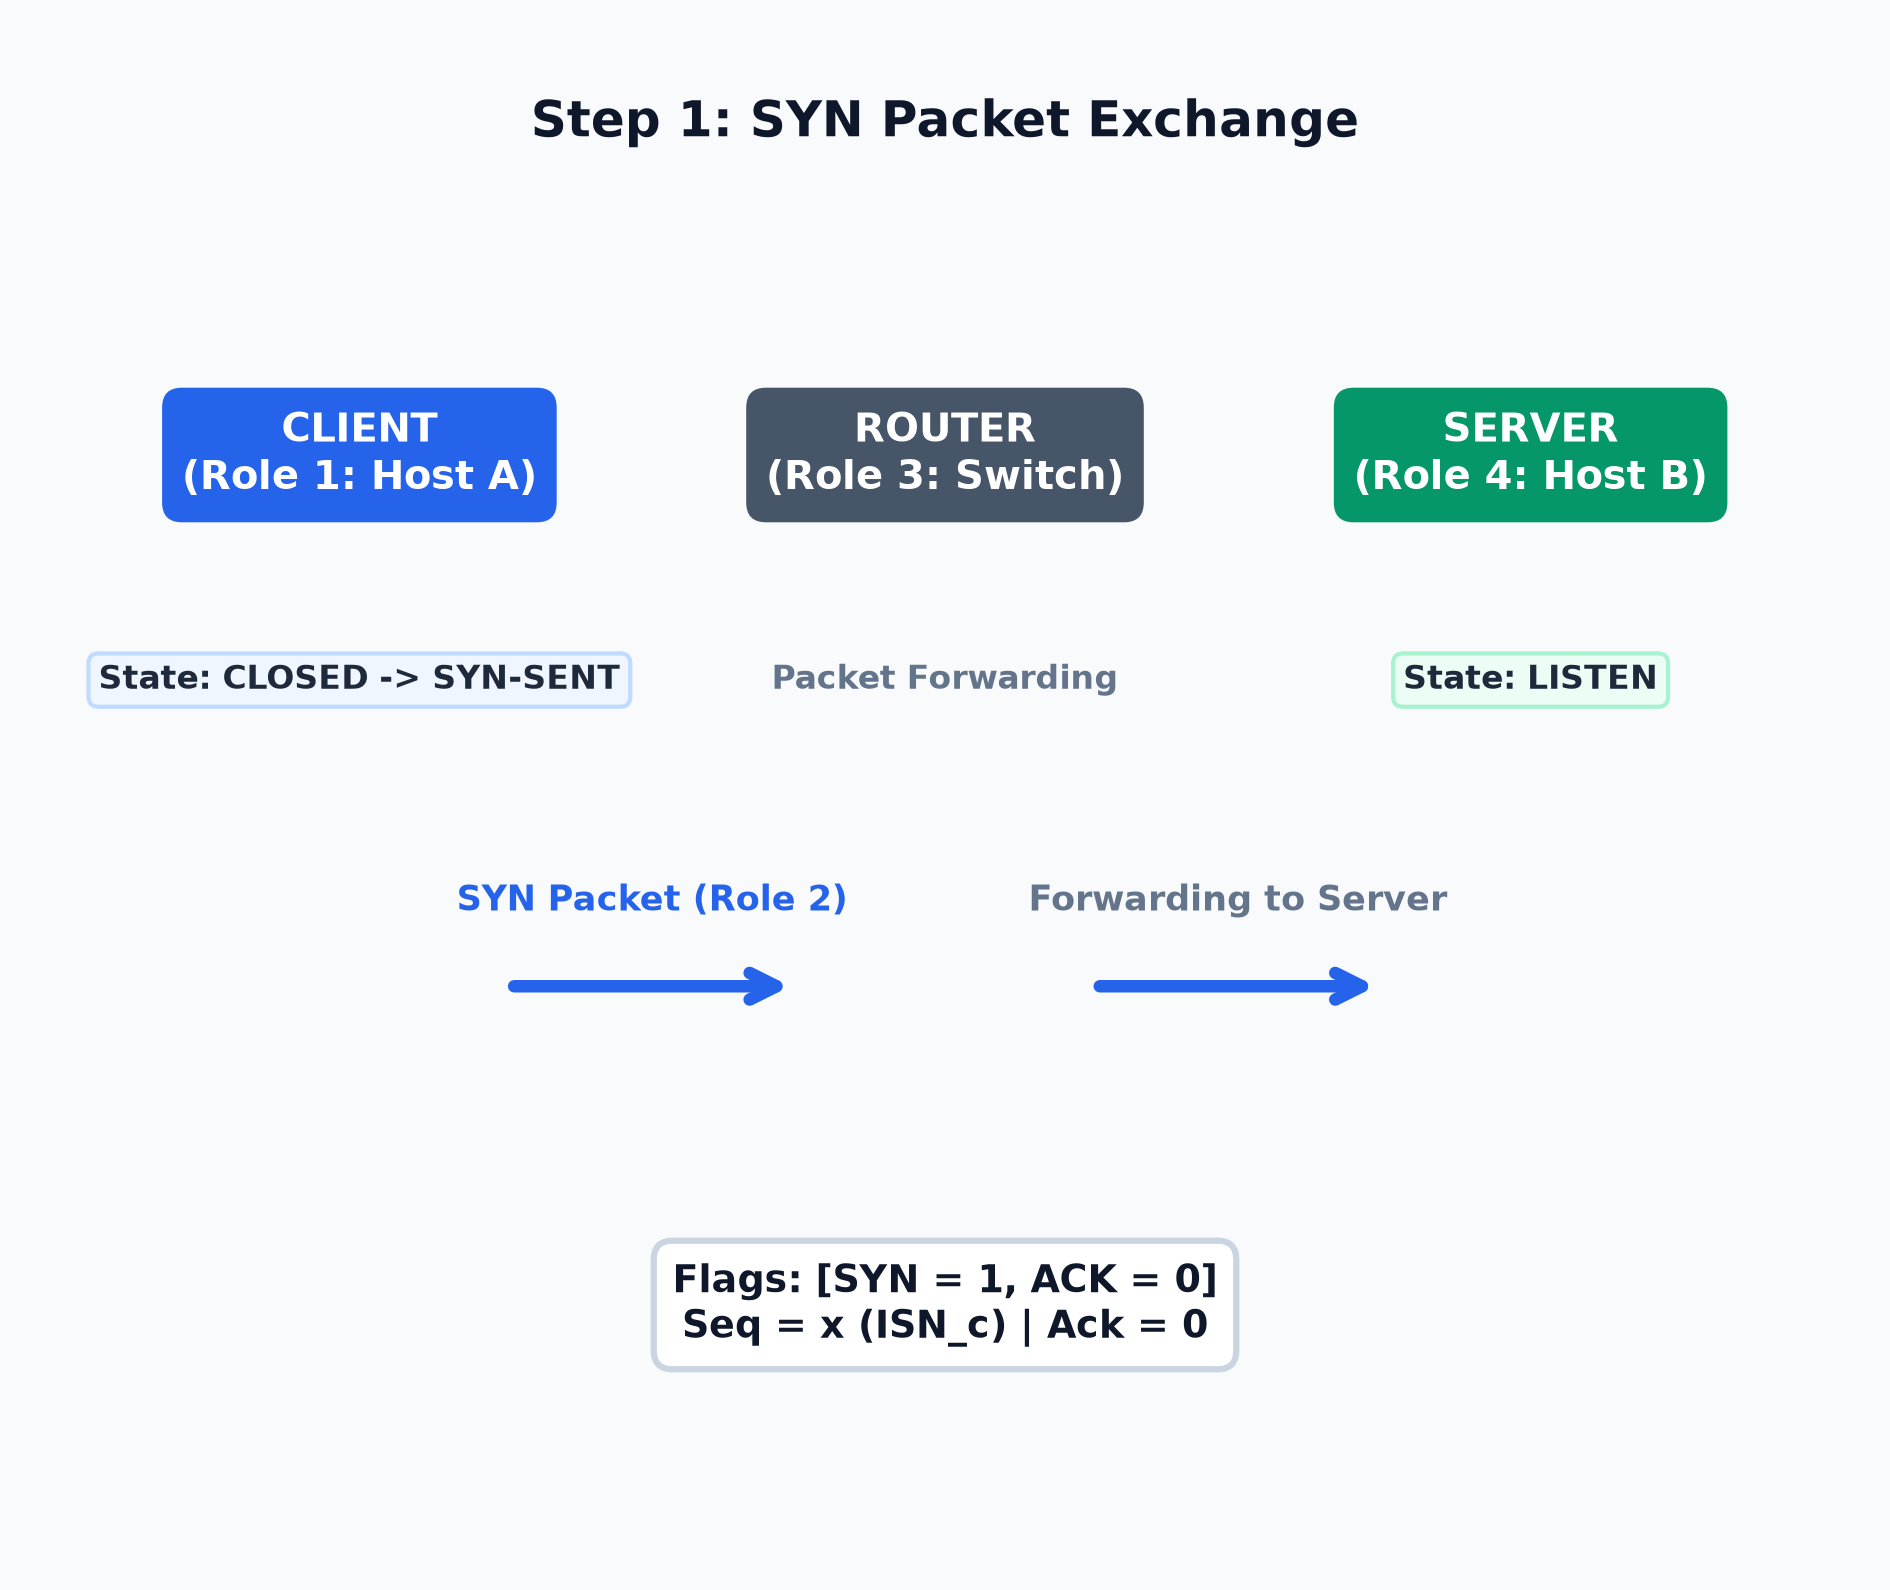 Step 1: SYN Packet Exchange
CLIENT
(Role 1: Host A)
ROUTER
(Role 3: Switch)
SERVER
(Role 4: Host B)
State: CLOSED -> SYN-SENT
Packet Forwarding
State: LISTEN
SYN Packet (Role 2)
Forwarding to Server
Flags: [SYN = 1, ACK = 0]
Seq = x (ISN_c) | Ack = 0